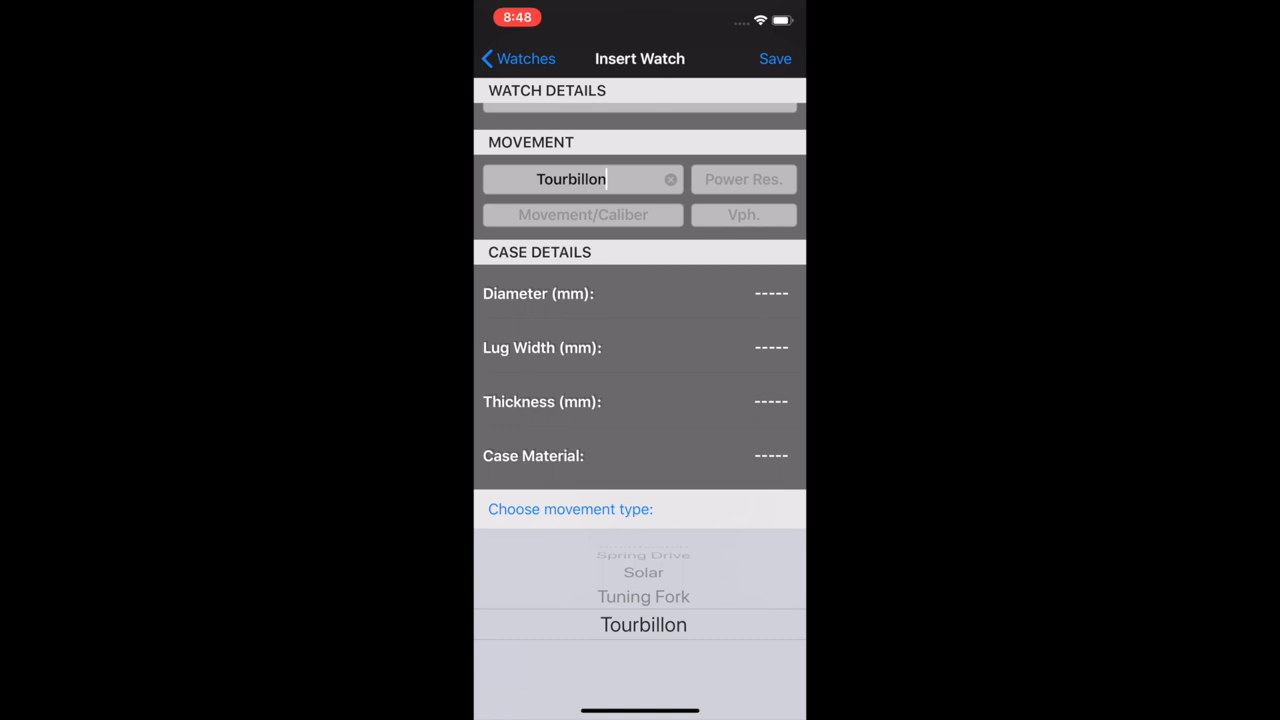 8:48
Watches Insert Watch Save
WATCH DETAILS
MOVEMENT
Tourbillon Power Res.
Movement/Caliber Vph.
CASE DETAILS
Diameter (mm): -----
Lug Width (mm): -----
Thickness (mm): -----
Case Material: -----
Choose movement type:
Spring Drive
Solar
Tuning Fork
Tourbillon